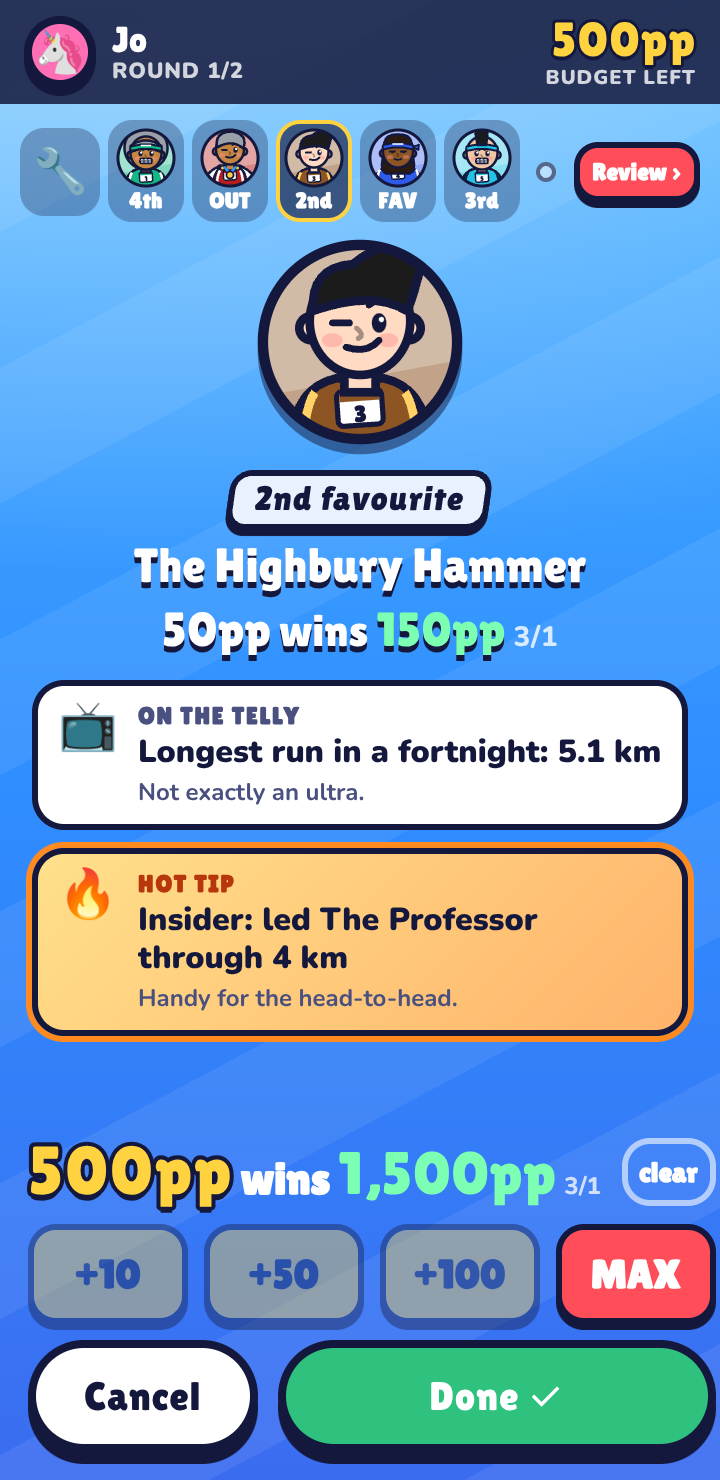 Jo
ROUND 1/2
500pp
BUDGET LEFT
4th
OUT
2nd
FAV
3rd
Review ›
3
2nd favourite
The Highbury Hammer
50pp wins 150pp 3/1
ON THE TELLY
Longest run in a fortnight: 5.1 km
Not exactly an ultra.
HOT TIP
Insider: led The Professor
through 4 km
Handy for the head-to-head.
500pp wins 1,500pp 3/1
clear
+10
+50
+100
MAX
Cancel
Done ✓